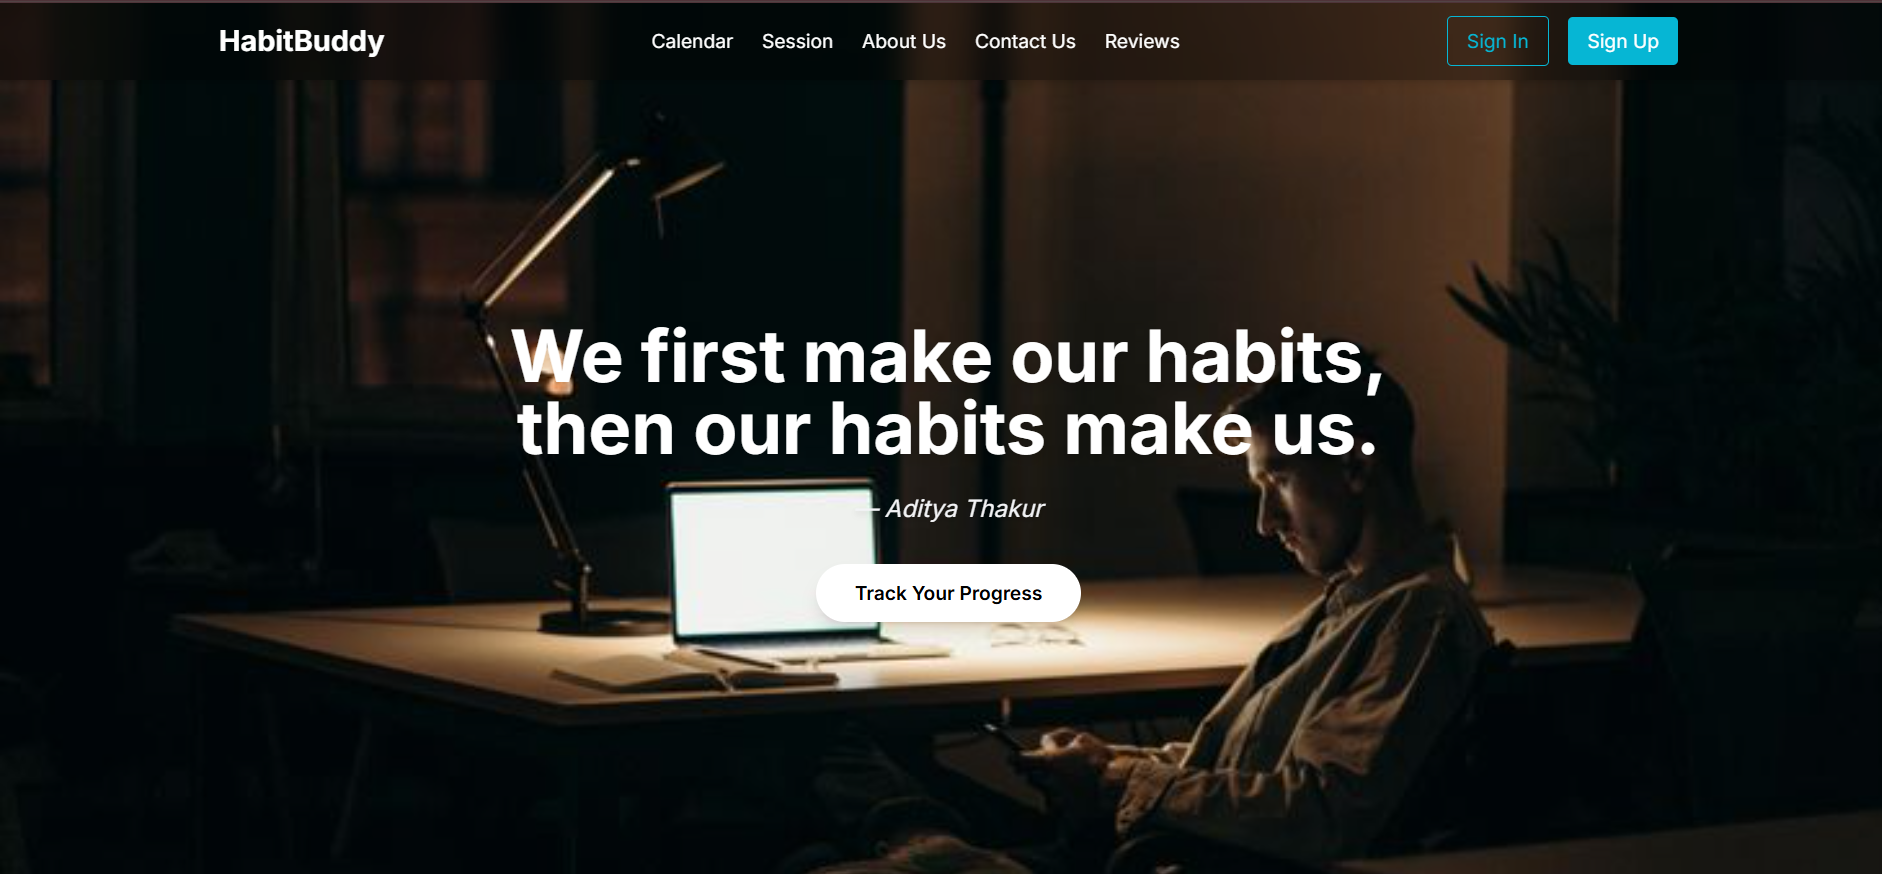 HabitBuddy
Calendar Session About Us Contact Us Reviews
Sign In Sign Up
We first make our habits,
then our habits make us.
— Aditya Thakur
Track Your Progress